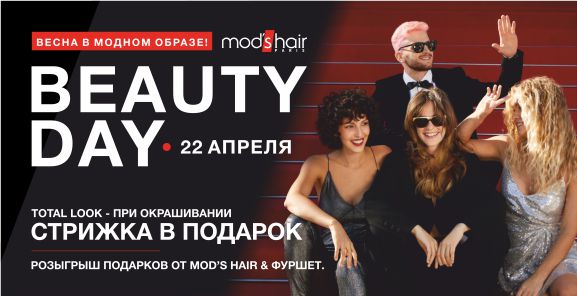 ВЕСНА В МОДНОМ ОБРАЗЕ!
mod's hair
PARIS
BEAUTY
DAY • 22 АПРЕЛЯ
TOTAL LOOK - ПРИ ОКРАШИВАНИИ
СТРИЖКА В ПОДАРОК
РОЗЫГРЫШ ПОДАРКОВ ОТ MOD'S HAIR & ФУРШЕТ.